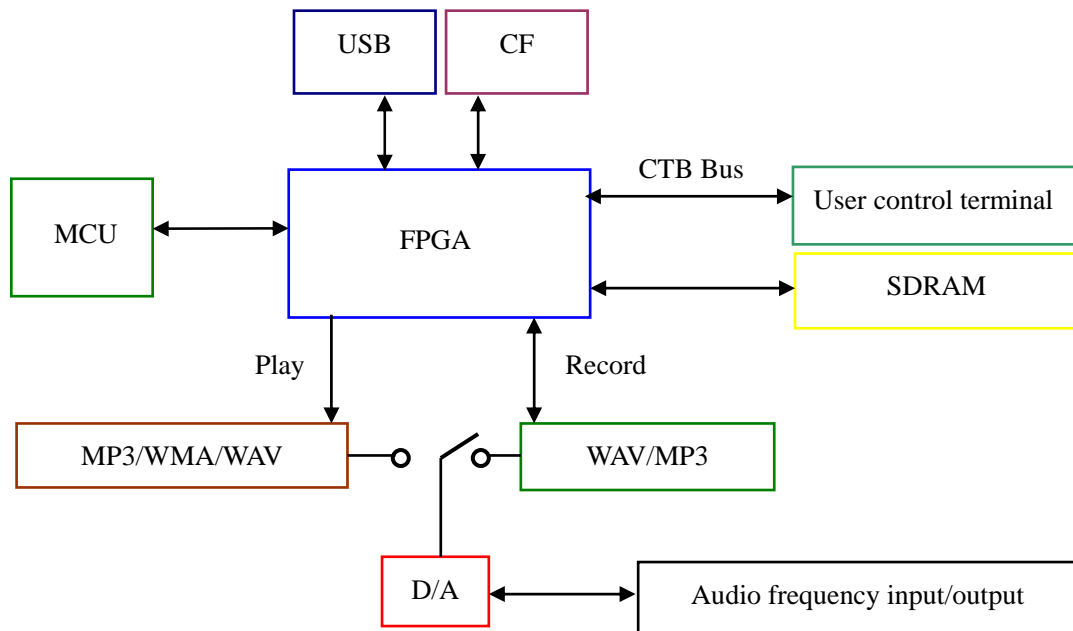 USB
CF
CTB Bus
User control terminal
MCU
FPGA
SDRAM
Play
Record
MP3/WMA/WAV
WAV/MP3
D/A
Audio frequency input/output